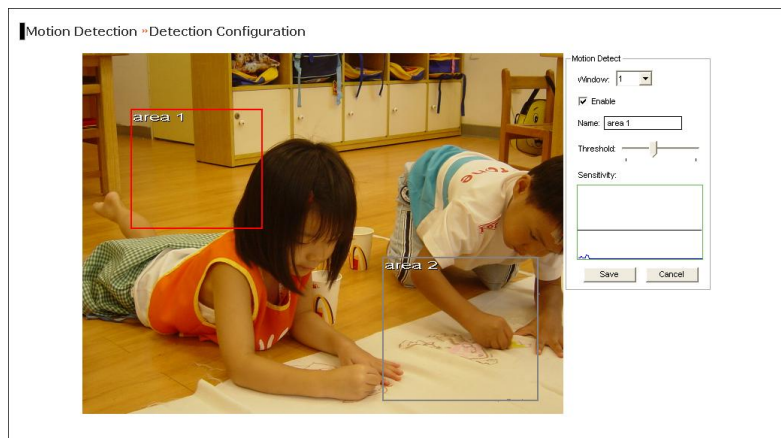 Motion Detection »Detection Configuration
area 1
area 2
Motion Detect
Window: 1
Enable
Name: area 1
Threshold:
Sensitivity:
Save Cancel